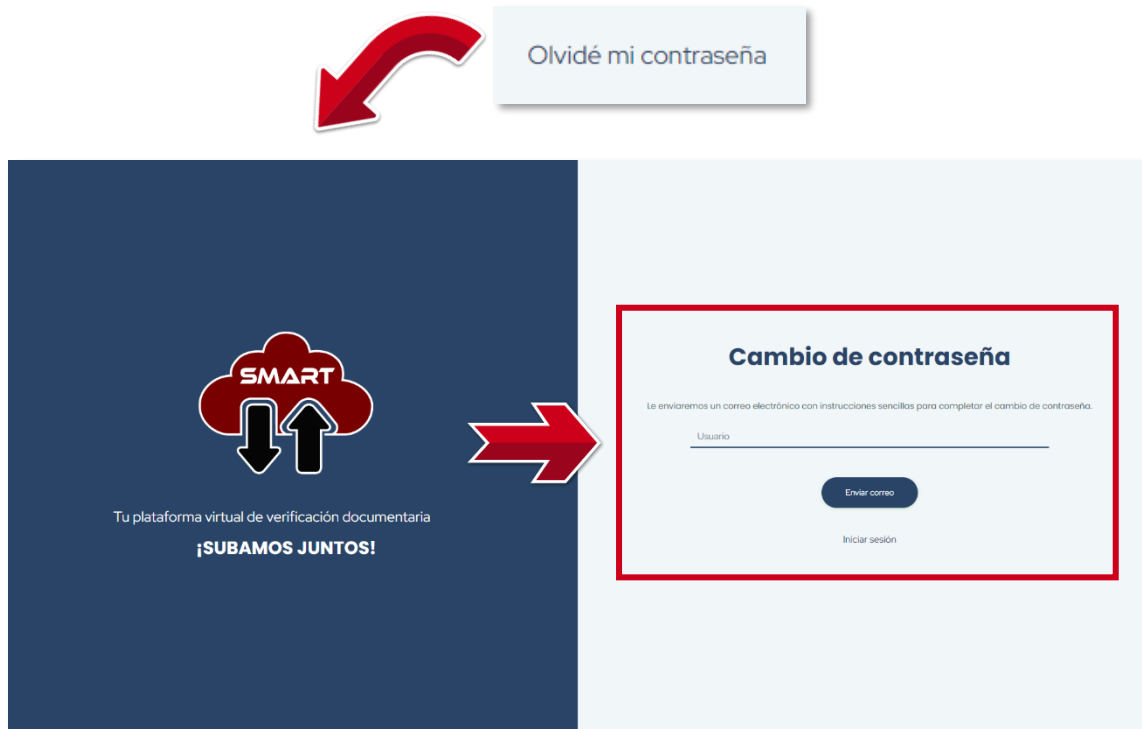 Olvidé mi contraseña
SMART
Tu plataforma virtual de verificación documentaria
¡SUBAMOS JUNTOS!
Cambio de contraseña
Le enviaremos un correo electrónico con instrucciones sencillas para completar el cambio de contraseña.
Usuario
Enviar correo
Iniciar sesión